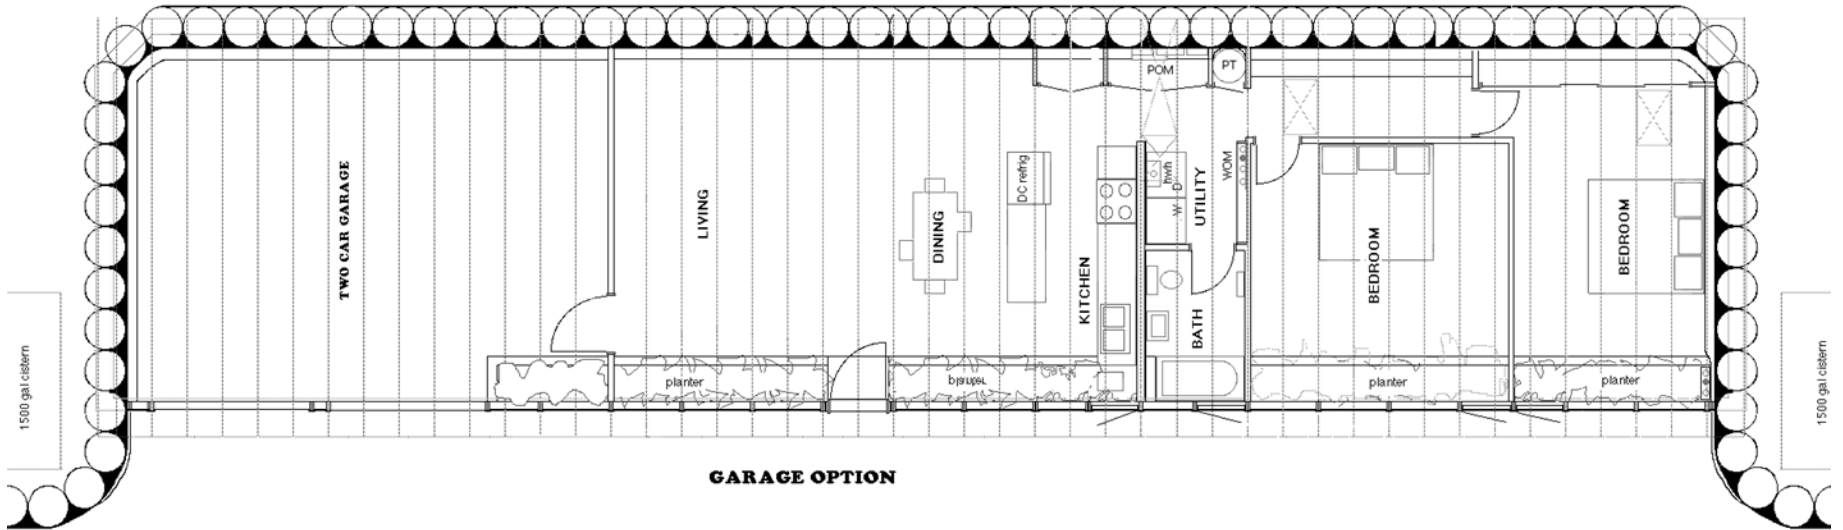 POM
PT
TWO CAR GARAGE
LIVING
DINING
DC refrig
KITCHEN
hwh
W D
UTILITY
WOM
BATH
BEDROOM
BEDROOM
planter
planter
planter
planter
1500 gal cistern
1500 gal cistern
GARAGE OPTION